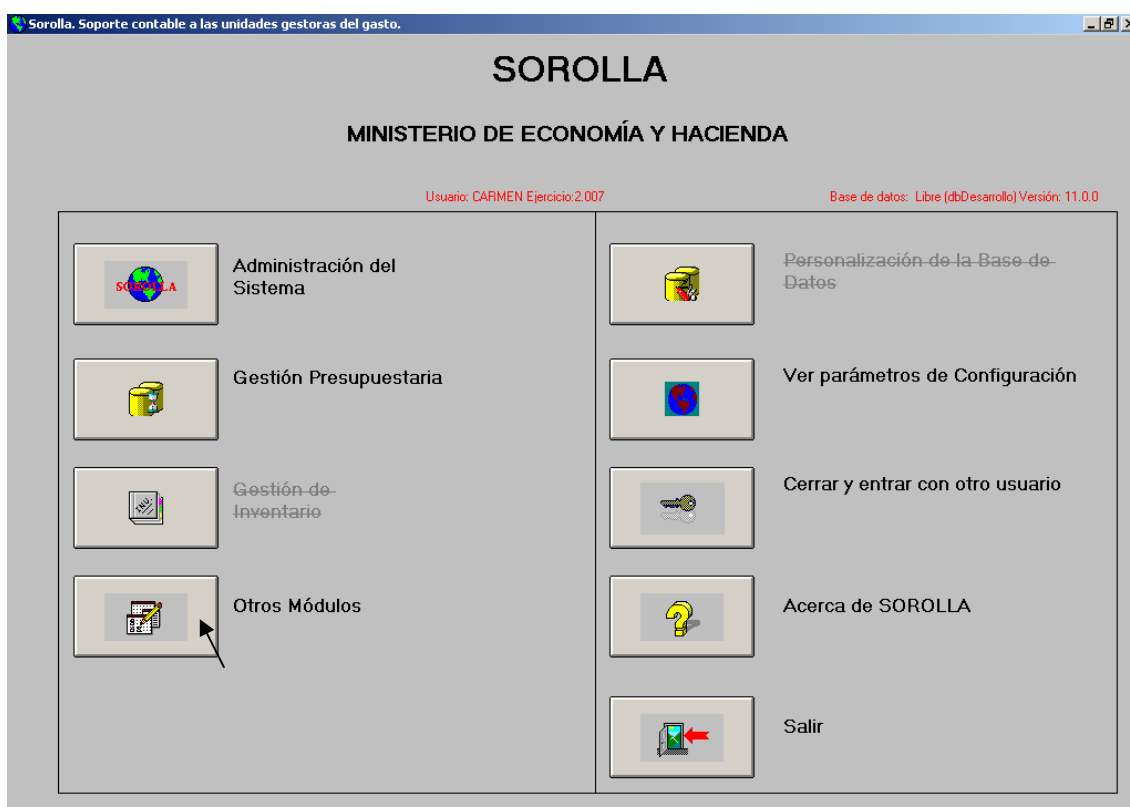 Sorolla. Soporte contable a las unidades gestoras del gasto.
SOROLLA
MINISTERIO DE ECONOMÍA Y HACIENDA
Usuario: CARMEN Ejercicio:2.007
Base de datos: Libre (dbDesarrollo) Versión: 11.0.0
SOROLLA
Administración del
Sistema
Gestión Presupuestaria
Gestión de
Inventario
Otros Módulos
Personalización de la Base de
Datos
Ver parámetros de Configuración
Cerrar y entrar con otro usuario
Acerca de SOROLLA
Salir